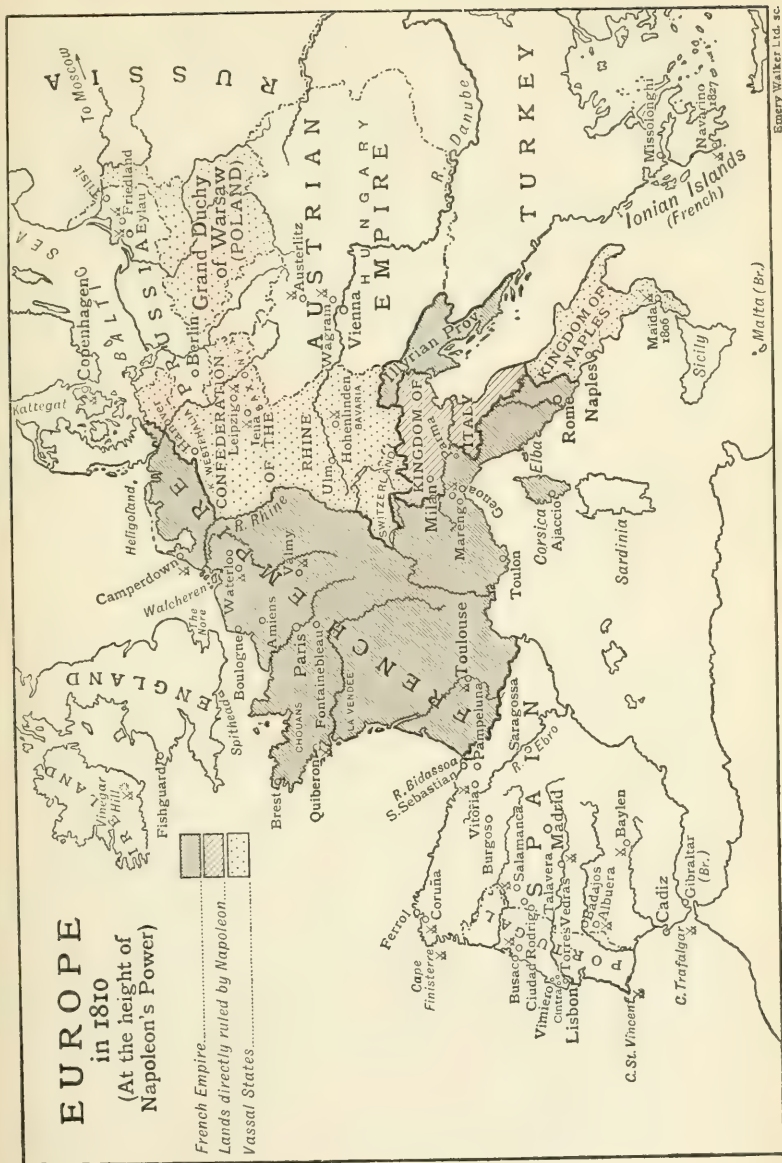 EUROPE
in 1810
(At the height of
Napoleon's Power)
French Empire
Lands directly ruled by Napoleon
Vassal States
IRELAND
Vinegar
Hill
Fishguard
ENGLAND
Spithead
The
Nore
Heligoland
Kattegat
Copenhagen
BALTIC
SEA
Tilsit
To Moscow
RUSSIA
Friedland
Eylau
PRUSSIA
Berlin
Grand Duchy
of Warsaw
(POLAND)
Hanover
WESTPHALIA
CONFEDERATION
OF THE
RHINE
Leipzig
Jena
SAXONY
Camperdown
Walcheren
R. Rhine
Waterloo
Boulogne
Amiens
Valmy
Paris
Fontainebleau
CHOUANS
LA VENDÉE
Brest
Quiberon
FRENCH
EMPIRE
Ulm
Hohenlinden
BAVARIA
SWITZERLAND
Austerlitz
Wagram
Vienna
AUSTRIAN
HUNGARY
EMPIRE
R. Danube
Illyrian Prov.
KINGDOM OF
ITALY
Milan
Parma
Marengo
Genoa
Toulon
Toulouse
Corsica
Ajaccio
Elba
Rome
Naples
KINGDOM OF
NAPLES
Maida
1806
Sicily
Sardinia
Malta (Br.)
TURKEY
Ionian Islands
(French)
Missolonghi
Navarino
1827
R. Bidassoa
S. Sebastian
Pampeluna
Vitoria
Saragossa
R. Ebro
Burgos
SPAIN
Ferrol
Coruña
Cape
Finisterre
Busaco
Salamanca
Ciudad Rodrigo
Vimiero
Cintra
Torres Vedras
Lisbon
PORTUGAL
Talavera
Madrid
Badajos
Albuera
Baylen
C. St. Vincent
Cadiz
C. Trafalgar
Gibraltar
(Br.)
Emery Walker Ltd. sc.